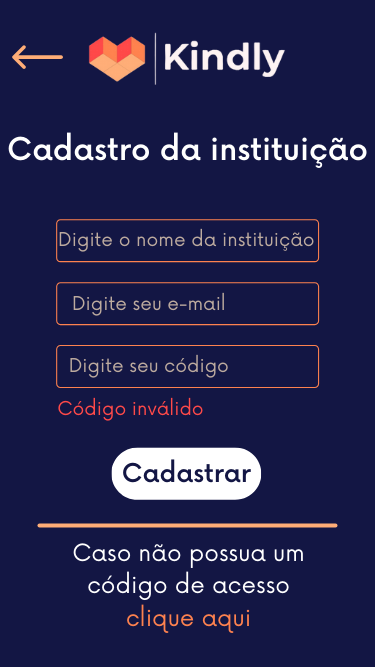 Kindly
Cadastro da instituição
Digite o nome da instituição
Digite seu e-mail
Digite seu código
Código inválido
Cadastrar
Caso não possua um
código de acesso
clique aqui